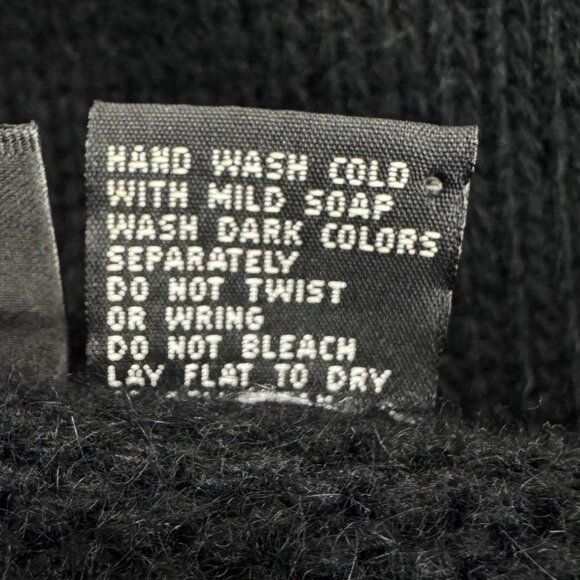 HAND WASH COLD
WITH MILD SOAP
WASH DARK COLORS
SEPARATELY
DO NOT TWIST
OR WRING
DO NOT BLEACH
LAY FLAT TO DRY